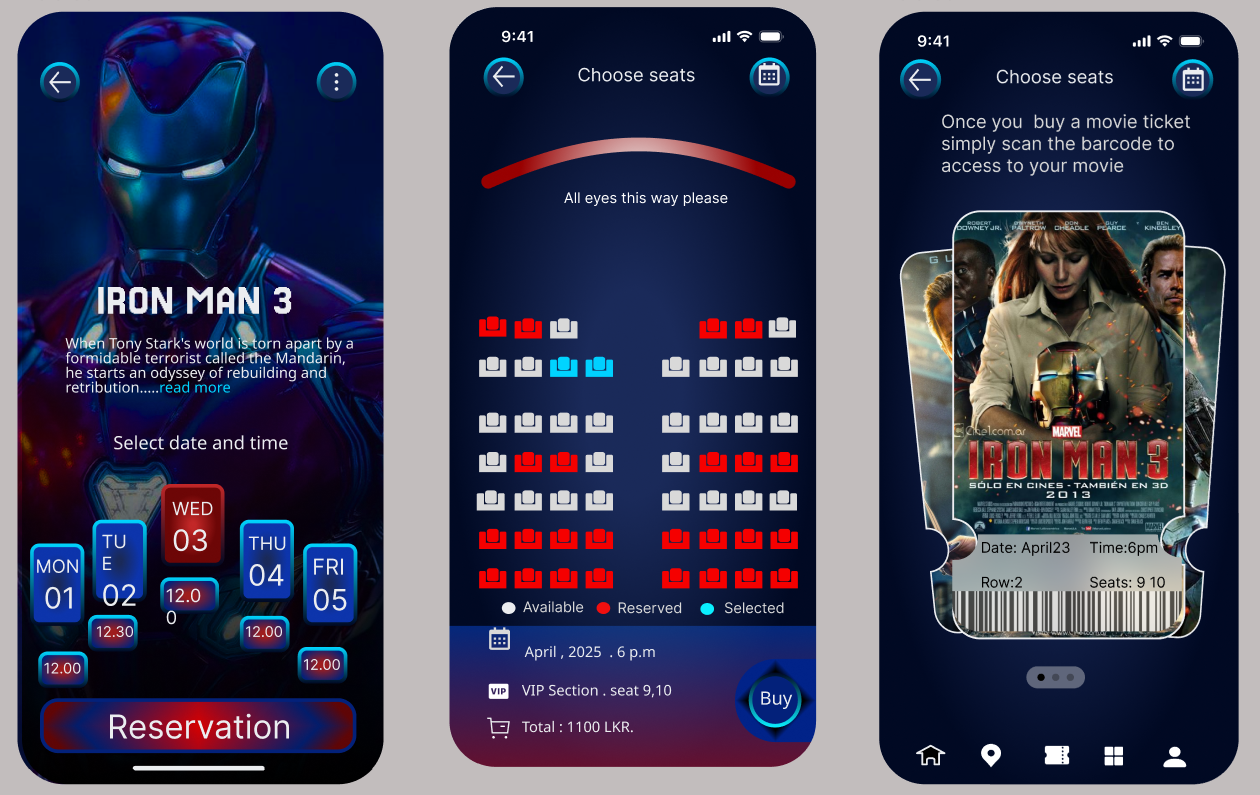 IRON MAN 3
When Tony Stark's world is torn apart by a
formidable terrorist called the Mandarin,
he starts an odyssey of rebuilding and
retribution.....read more
Select date and time
MON
01
TU
E
02
WED
03
THU
04
FRI
05
12.00
12.30
12.0
0
12.00
12.00
Reservation
9:41
Choose seats
All eyes this way please
Available
Reserved
Selected
April , 2025 . 6 p.m
VIP
VIP Section . seat 9,10
Total : 1100 LKR.
Buy
9:41
Choose seats
Once you buy a movie ticket
simply scan the barcode to
access to your movie
ROBERT DOWNEY JR.
GWYNETH PALTROW
DON CHEADLE
GUY PEARCE
BEN KINGSLEY
MARVEL
IRON MAN 3
SÓLO EN CINES - TAMBIÉN EN 3D
2013
Date: April23 Time:6pm
Row:2 Seats: 9 10